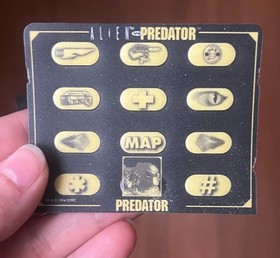 ALIEN VS PREDATOR
MAP
* #
PREDATOR